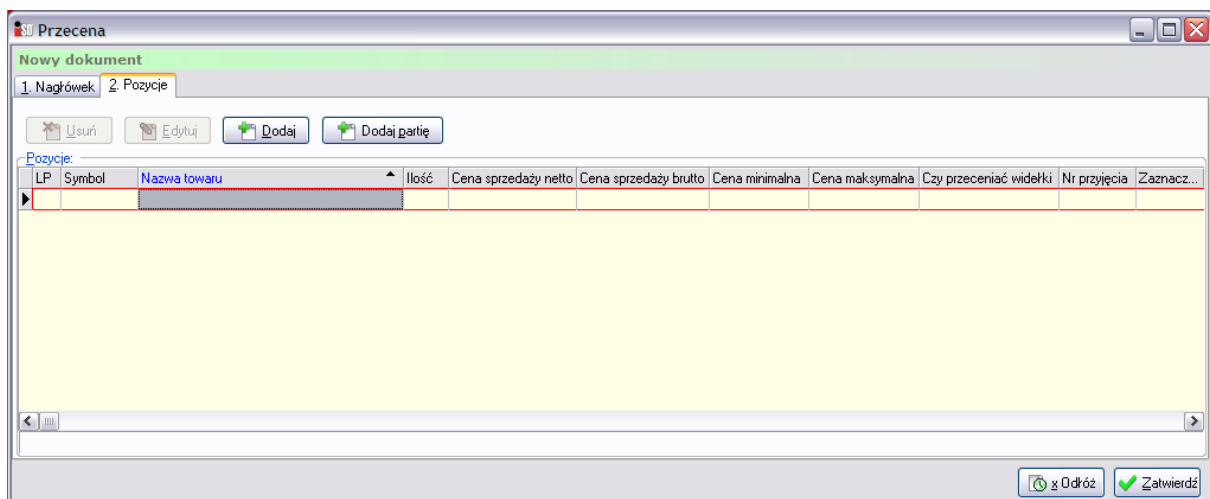 Przecena
Nowy dokument
1. Nagłówek 2. Pozycje
Usuń Edytuj Dodaj Dodaj partię
Pozycje:
LP Symbol Nazwa towaru Ilość Cena sprzedaży netto Cena sprzedaży brutto Cena minimalna Cena maksymalna Czy przeceniać widełki Nr przyjęcia Zaznacz...
x Odłóż Zatwierdź